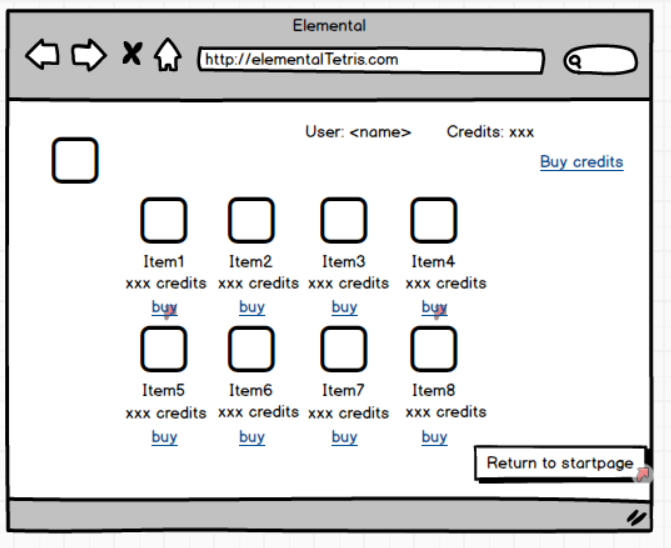 Elemental
http://elementalTetris.com
User: <name> Credits: xxx
Buy credits
Item1 Item2 Item3 Item4
xxx credits xxx credits xxx credits xxx credits
buy buy buy buy
Item5 Item6 Item7 Item8
xxx credits xxx credits xxx credits xxx credits
buy buy buy buy
Return to startpage